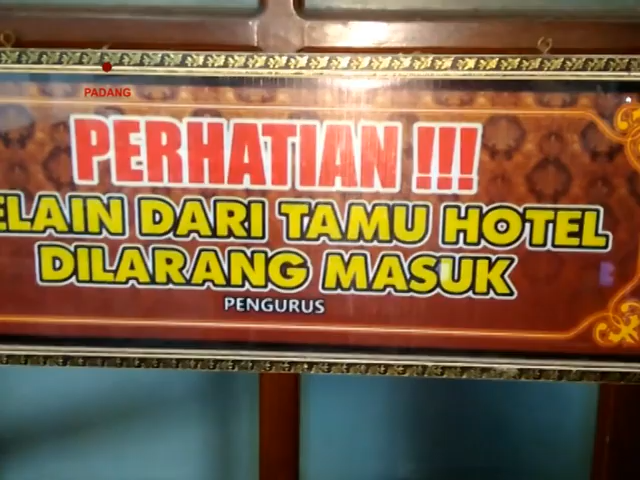 PADANG
PERHATIAN !!!
ELAIN DARI TAMU HOTEL
DILARANG MASUK
PENGURUS